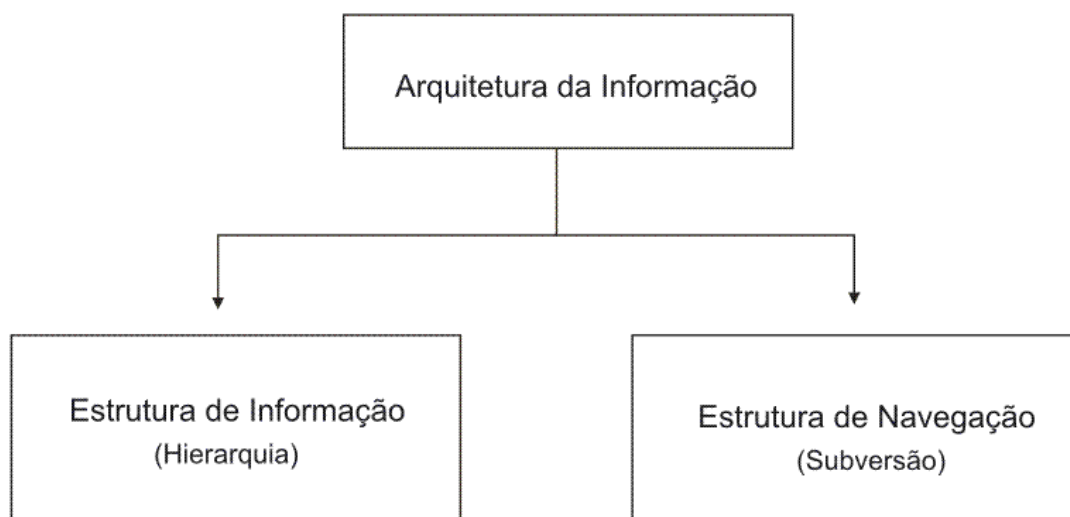 Arquitetura da Informação
Estrutura de Informação
(Hierarquia)
Estrutura de Navegação
(Subversão)